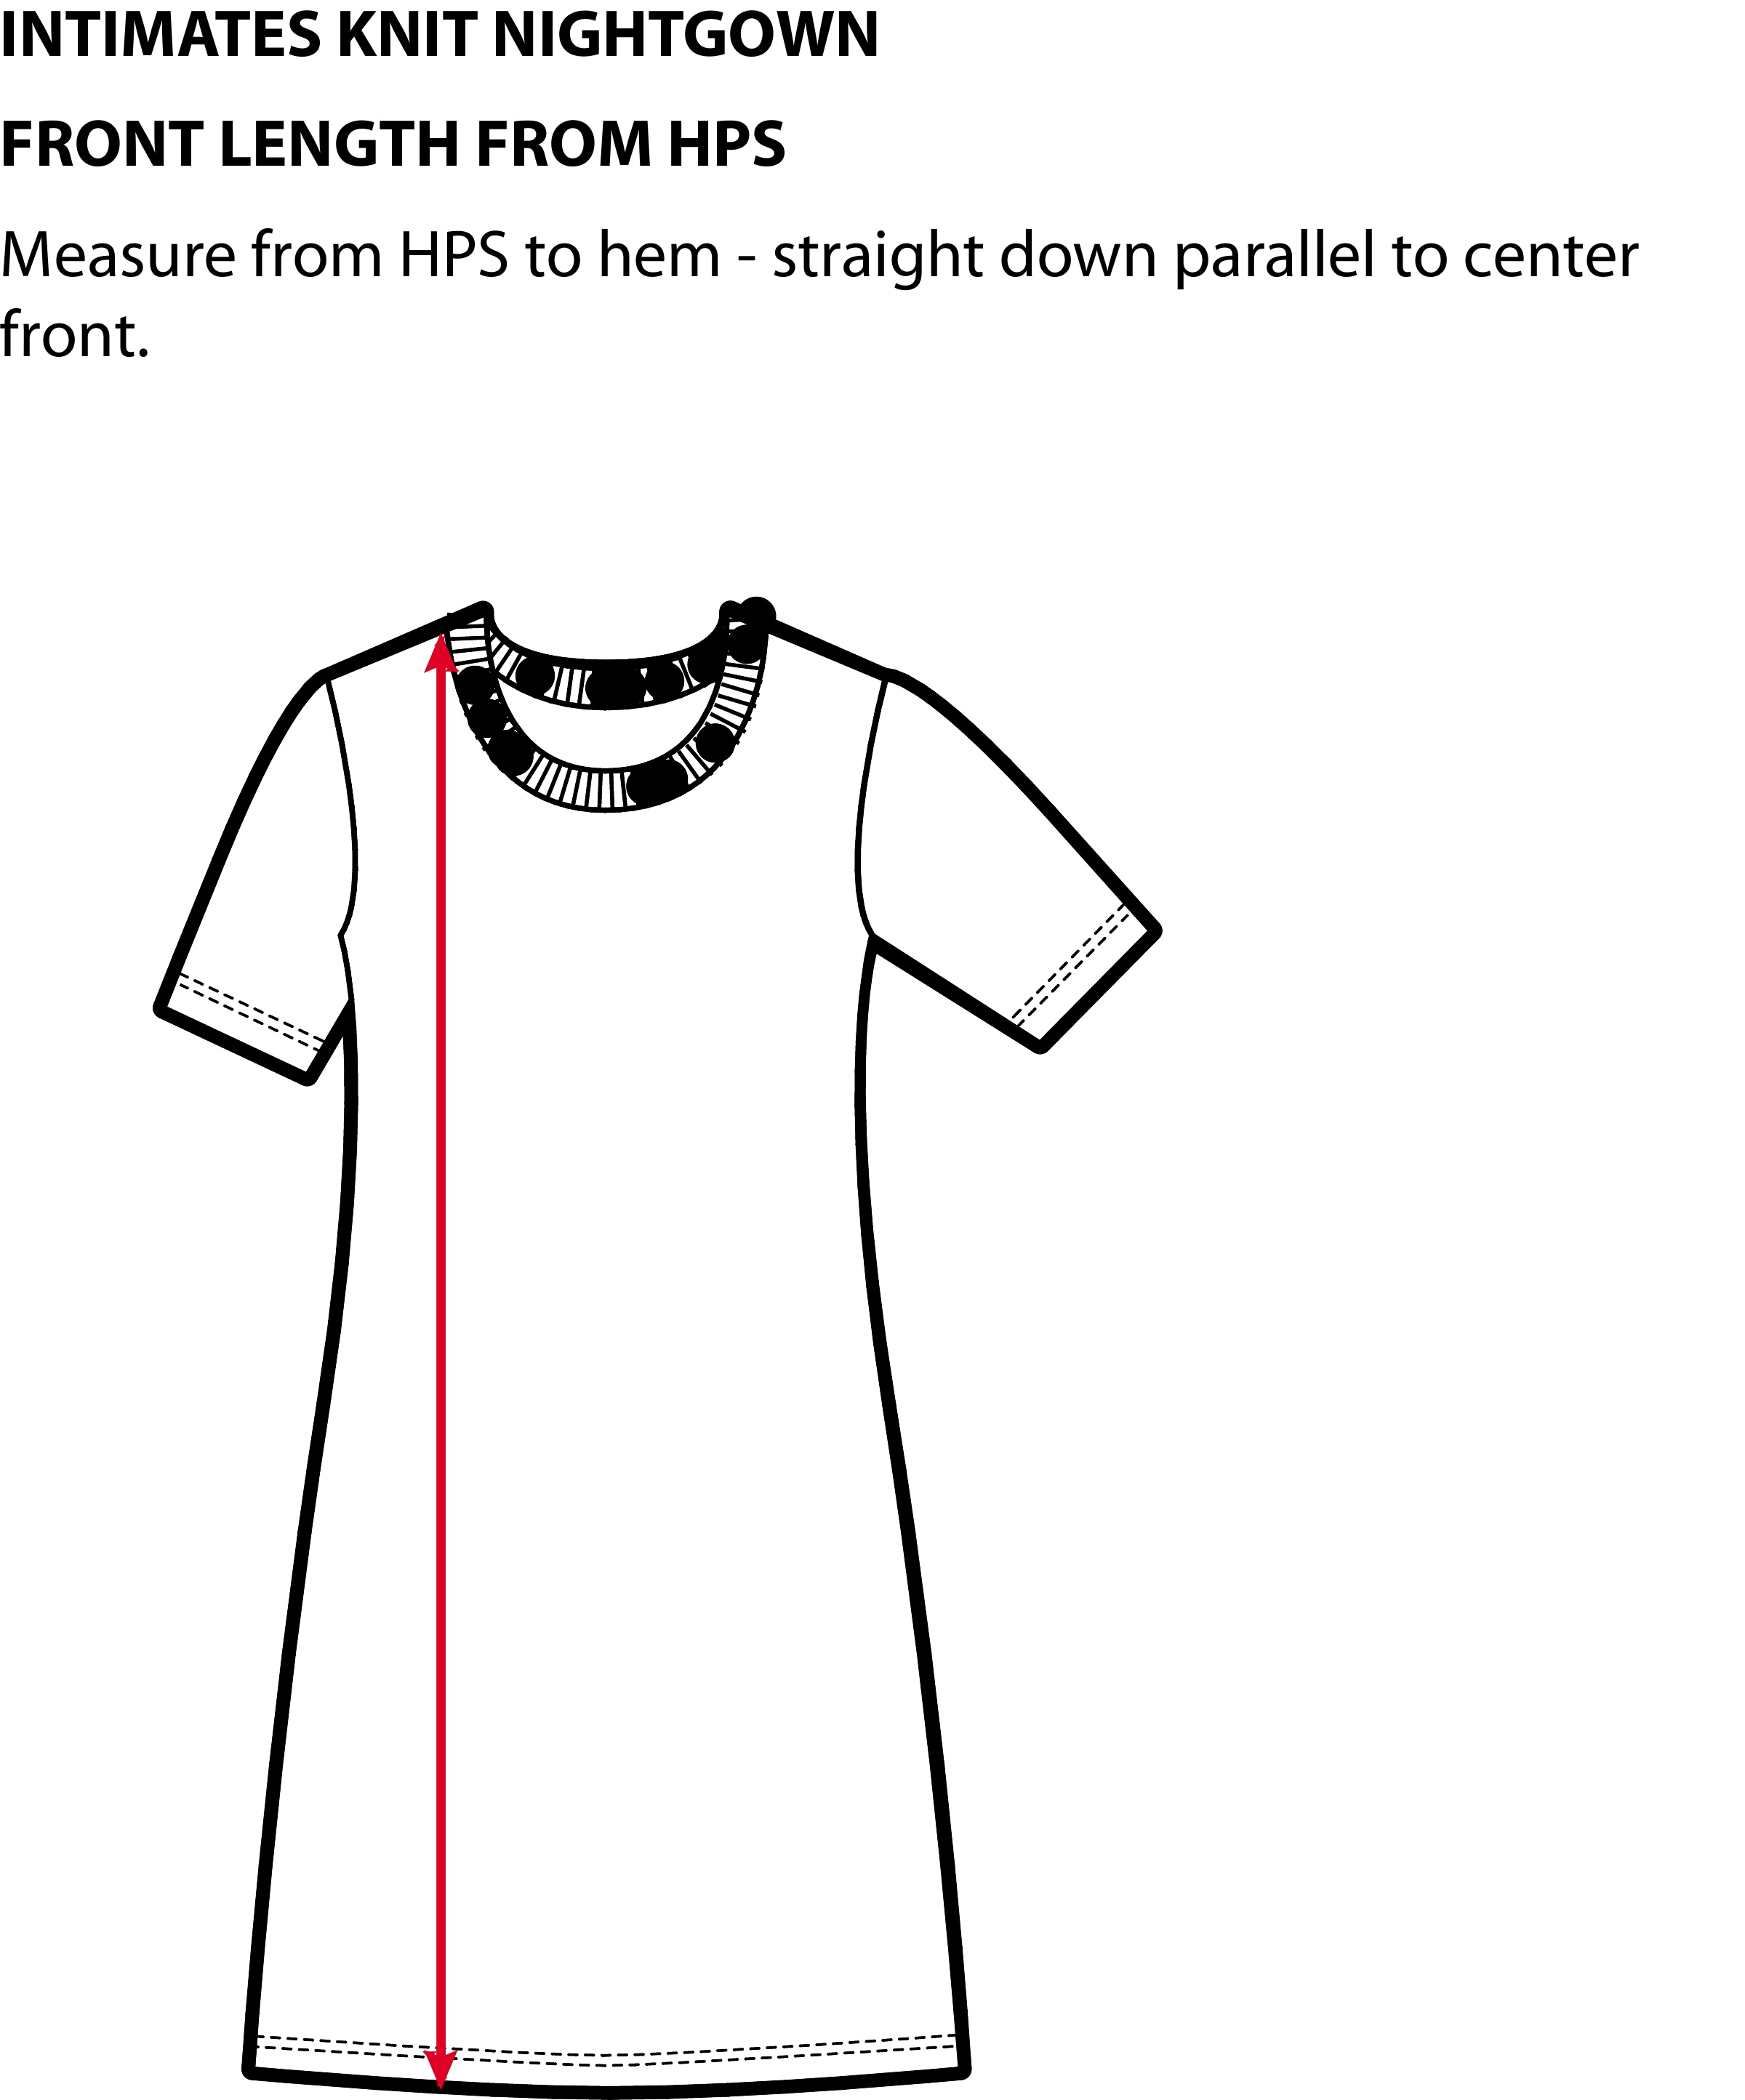 INTIMATES KNIT NIGHTGOWN
FRONT LENGTH FROM HPS
Measure from HPS to hem - straight down parallel to center
front.